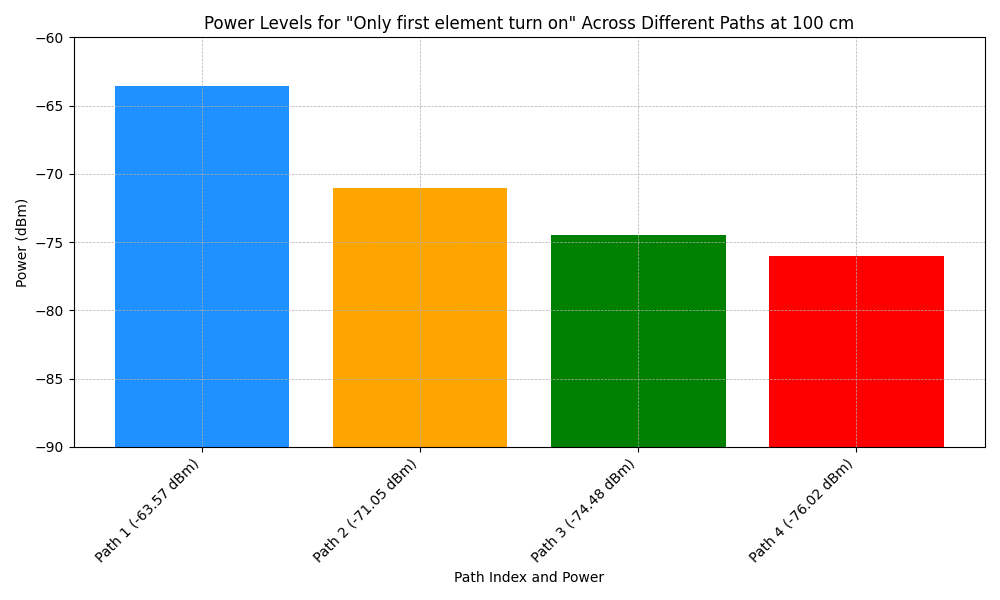 Power Levels for "Only first element turn on" Across Different Paths at 100 cm
Power (dBm)
−60
−65
−70
−75
−80
−85
−90
Path 1 (-63.57 dBm)
Path 2 (-71.05 dBm)
Path 3 (-74.48 dBm)
Path 4 (-76.02 dBm)
Path Index and Power